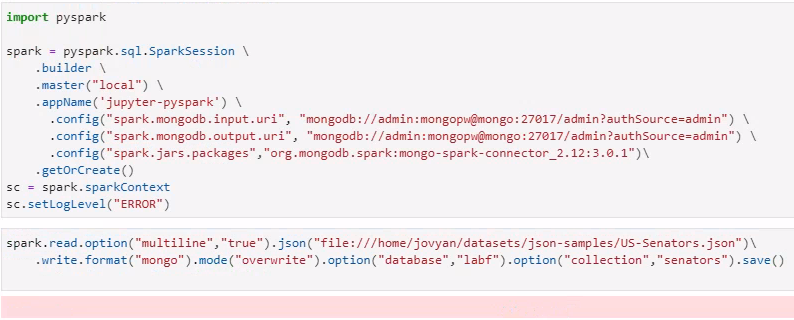 import pyspark
spark = pyspark.sql.SparkSession \
.builder \
.master("local") \
.appName('jupyter-pyspark') \
.config("spark.mongodb.input.uri", "mongodb://admin:mongopw@mongo:27017/admin?authSource=admin") \
.config("spark.mongodb.output.uri", "mongodb://admin:mongopw@mongo:27017/admin?authSource=admin") \
.config("spark.jars.packages","org.mongodb.spark:mongo-spark-connector_2.12:3.0.1")\
.getOrCreate()
sc = spark.sparkContext
sc.setLogLevel("ERROR")
spark.read.option("multiline","true").json("file:///home/jovyan/datasets/json-samples/US-Senators.json")\
.write.format("mongo").mode("overwrite").option("database","labf").option("collection","senators").save()